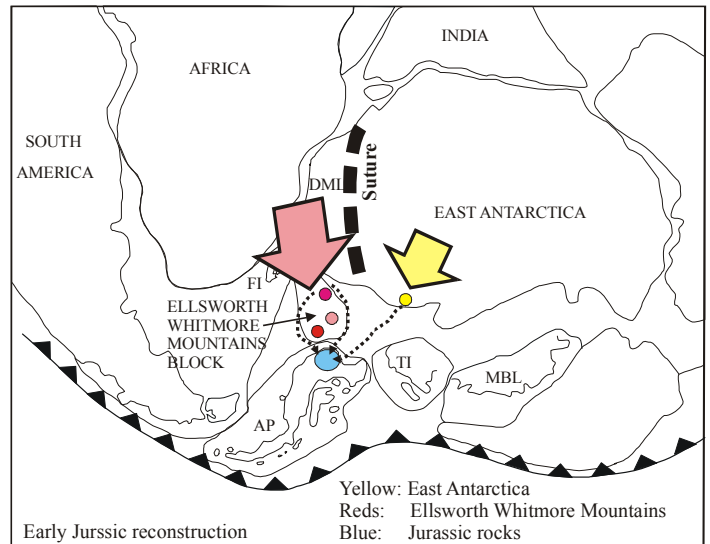 INDIA
AFRICA
SOUTH
AMERICA
DML
Suture
EAST ANTARCTICA
FI
ELLSWORTH
WHITMORE
MOUNTAINS
BLOCK
TI
MBL
AP
Yellow: East Antarctica
Reds: Ellsworth Whitmore Mountains
Blue: Jurassic rocks
Early Jurssic reconstruction